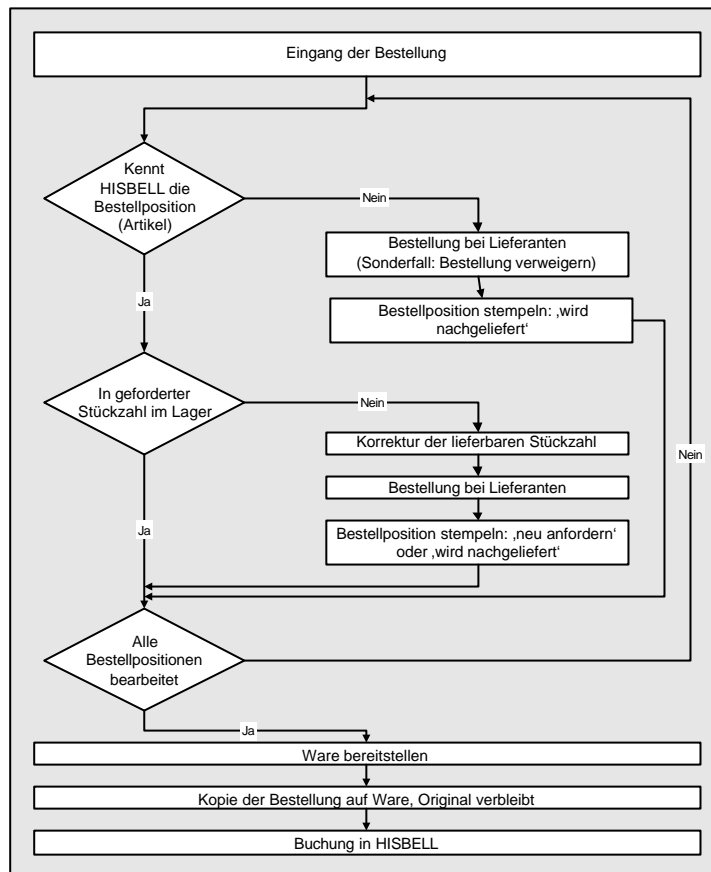 Eingang der Bestellung
Kennt
HISBELL die
Bestellposition
(Artikel)
Nein
Bestellung bei Lieferanten
(Sonderfall: Bestellung verweigern)
Ja
Bestellposition stempeln: ‚wird
nachgeliefert‘
In geforderter
Stückzahl im Lager
Nein
Korrektur der lieferbaren Stückzahl
Nein
Bestellung bei Lieferanten
Ja
Bestellposition stempeln: ‚neu anfordern‘
oder ‚wird nachgeliefert‘
Alle
Bestellpositionen
bearbeitet
Ja
Ware bereitstellen
Kopie der Bestellung auf Ware, Original verbleibt
Buchung in HISBELL